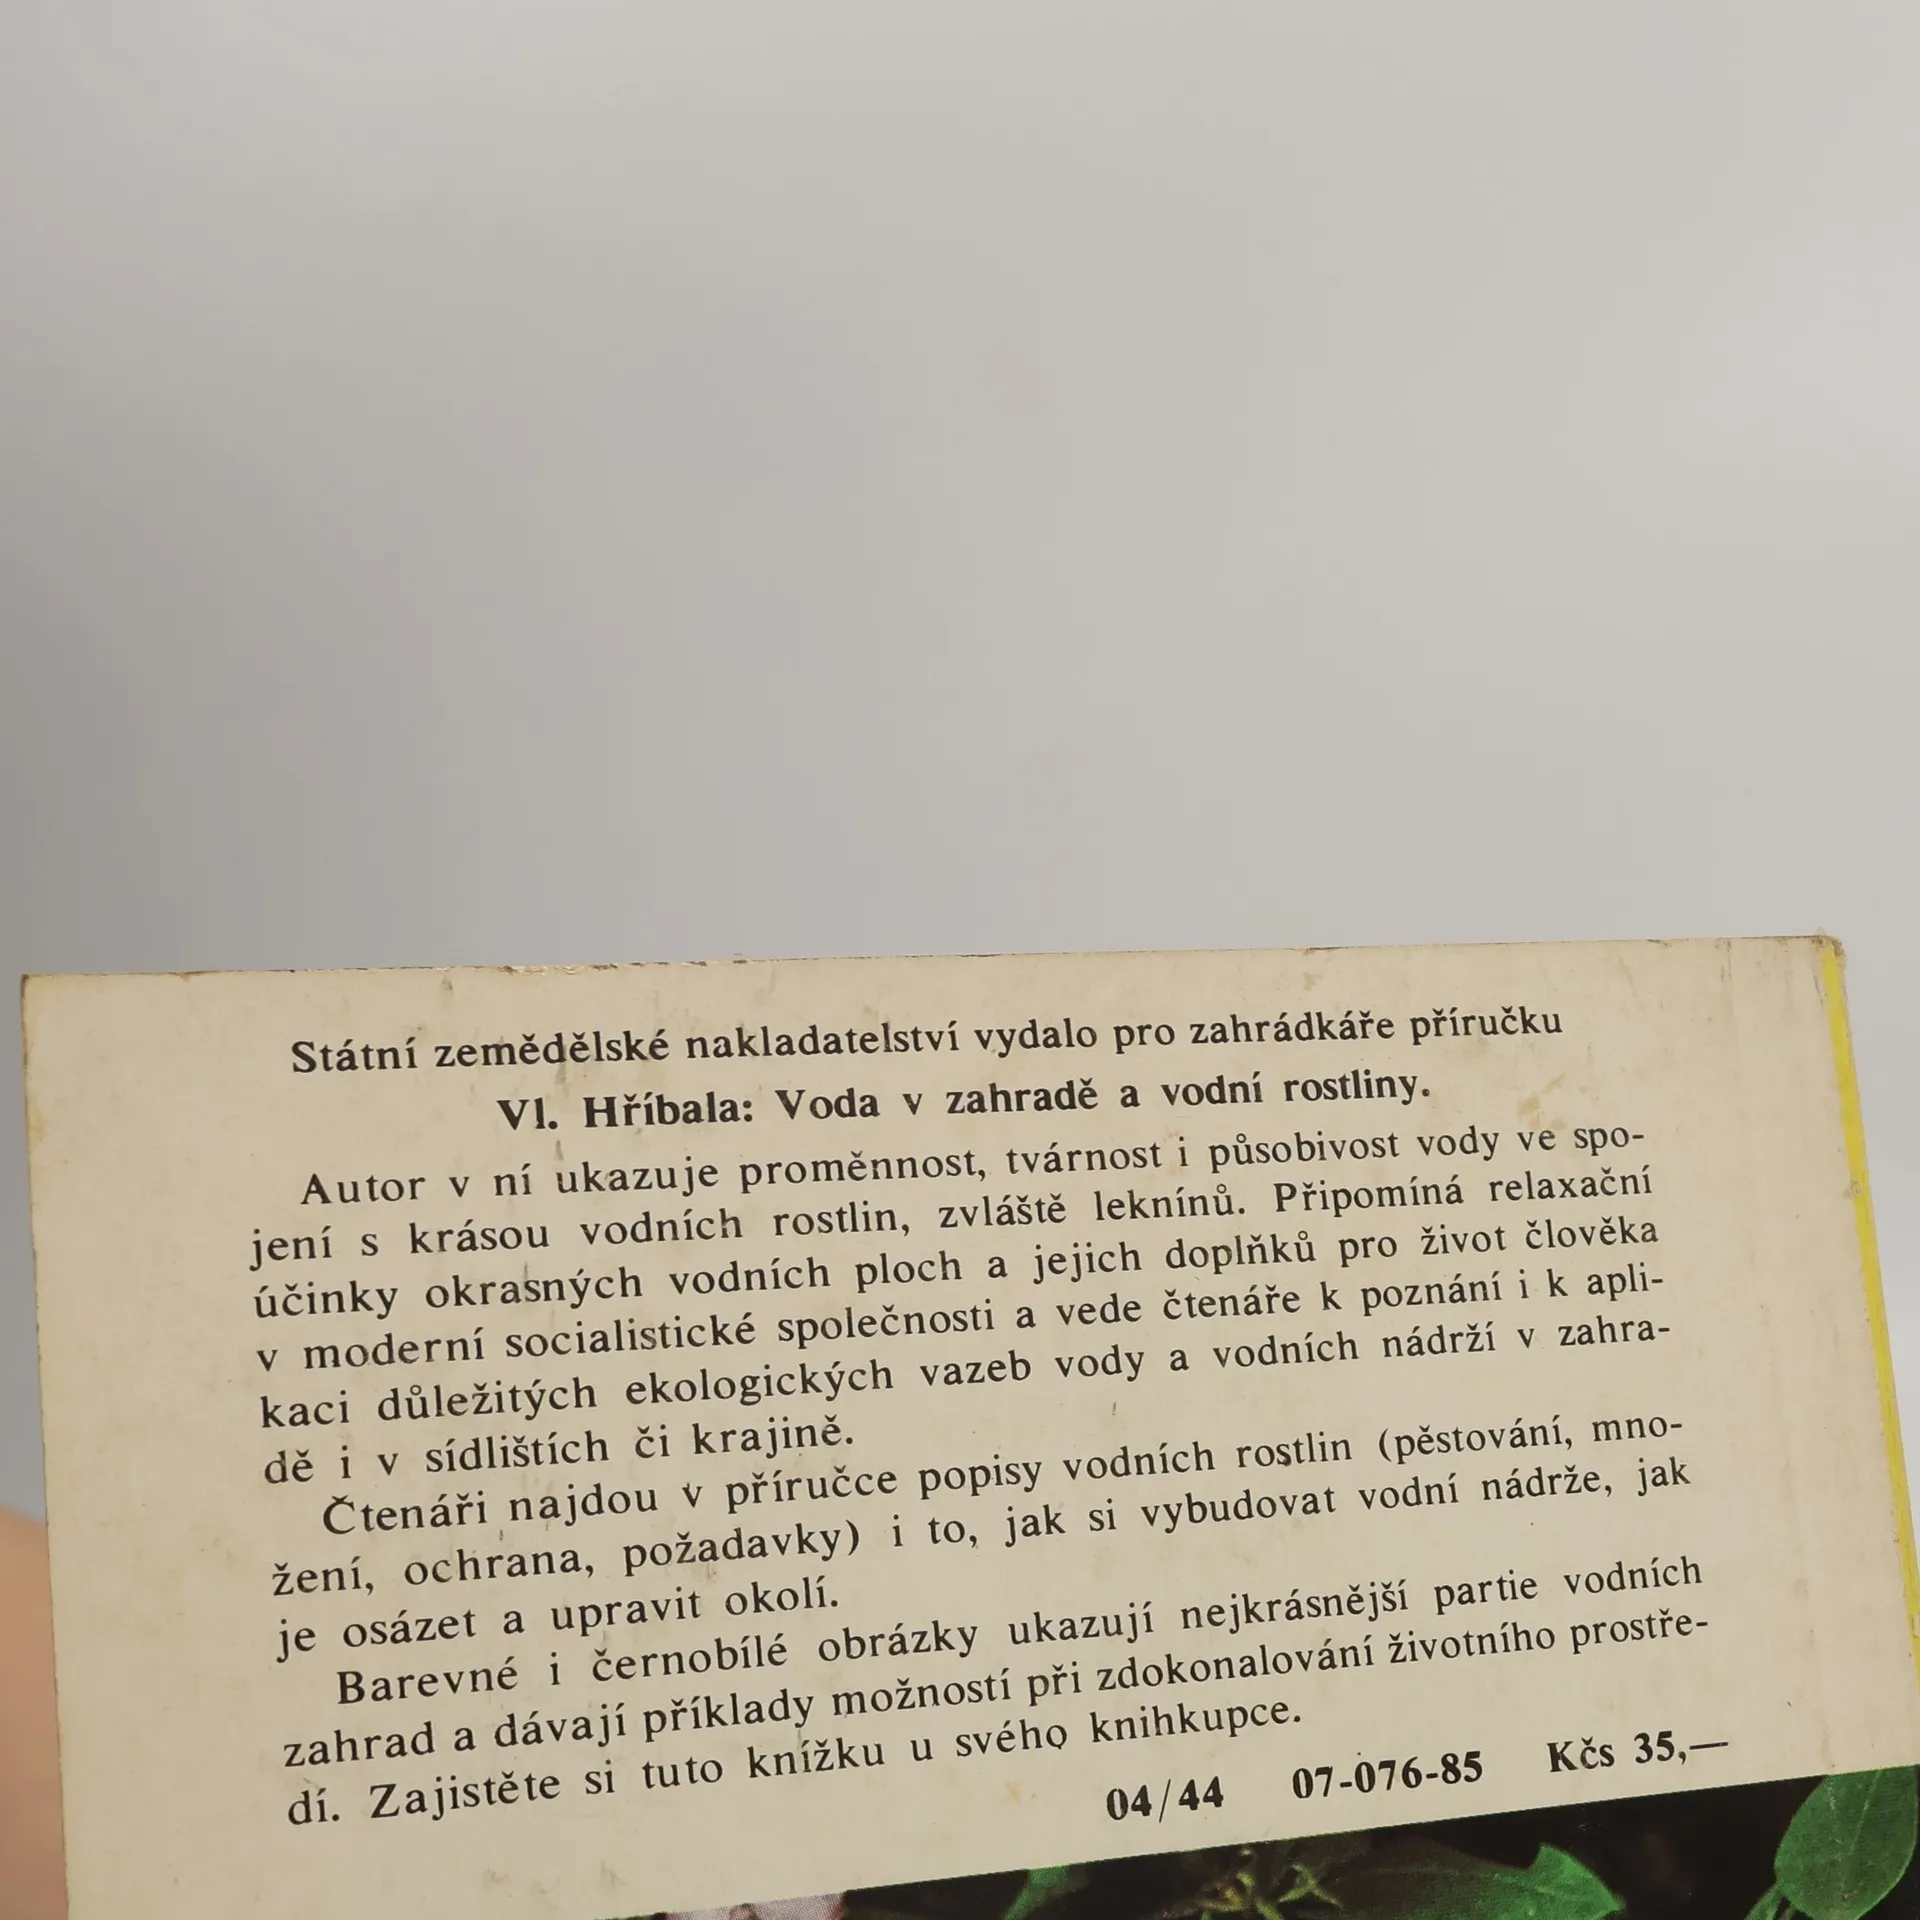 Státní zemědělské nakladatelství vydalo pro zahrádkáře příručku
Vl. Hříbala: Voda v zahradě a vodní rostliny.
Autor v ní ukazuje proměnnost, tvárnost i působivost vody ve spo-
jení s krásou vodních rostlin, zvláště leknínů. Připomíná relaxační
účinky okrasných vodních ploch a jejich doplňků pro život člověka
v moderní socialistické společnosti a vede čtenáře k poznání i k apli-
kaci důležitých ekologických vazeb vody a vodních nádrží v zahra-
dě i v sídlištích či krajině.
Čtenáři najdou v příručce popisy vodních rostlin (pěstování, mno-
žení, ochrana, požadavky) i to, jak si vybudovat vodní nádrže, jak
je osázet a upravit okolí.
Barevné i černobílé obrázky ukazují nejkrásnější partie vodních
zahrad a dávají příklady možností při zdokonalování životního prostře-
dí. Zajistěte si tuto knížku u svého knihkupce.
04/44 07-076-85 Kčs 35,—